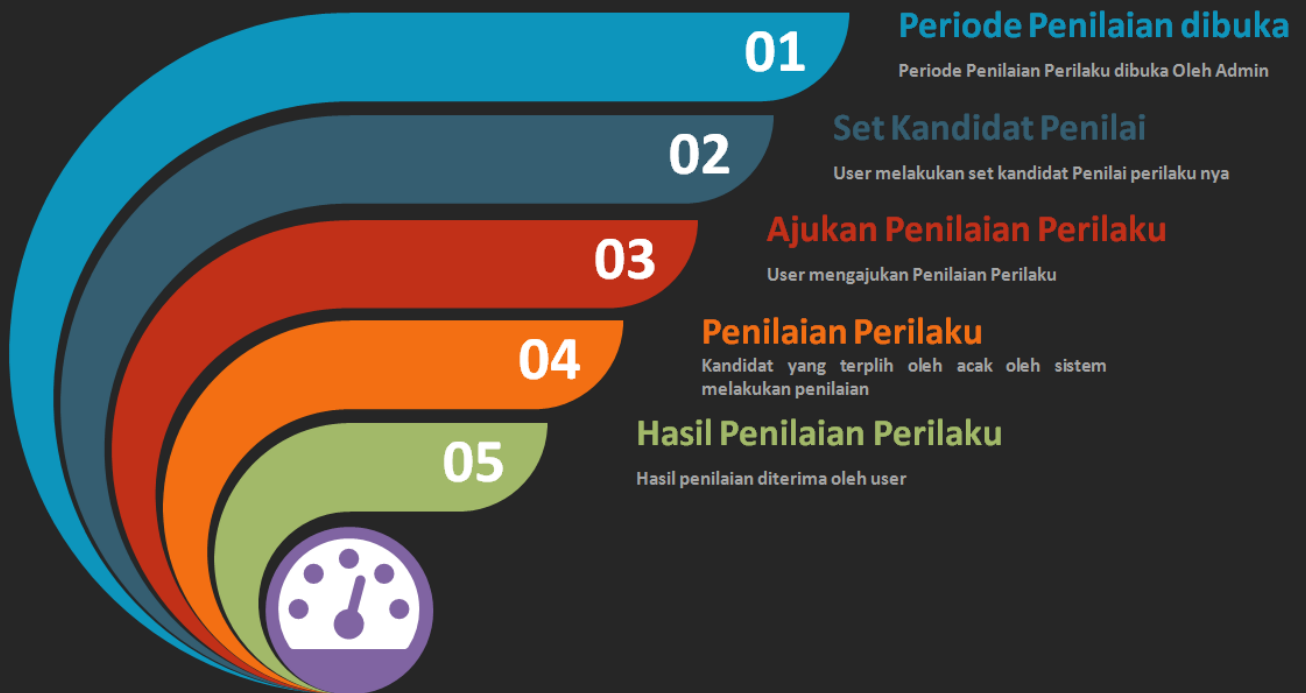 01
Periode Penilaian dibuka
Periode Penilaian Perilaku dibuka Oleh Admin
02
Set Kandidat Penilai
User melakukan set kandidat Penilai perilaku nya
03
Ajukan Penilaian Perilaku
User mengajukan Penilaian Perilaku
04
Penilaian Perilaku
Kandidat yang terplih oleh acak oleh sistem
melakukan penilaian
05
Hasil Penilaian Perilaku
Hasil penilaian diterima oleh user